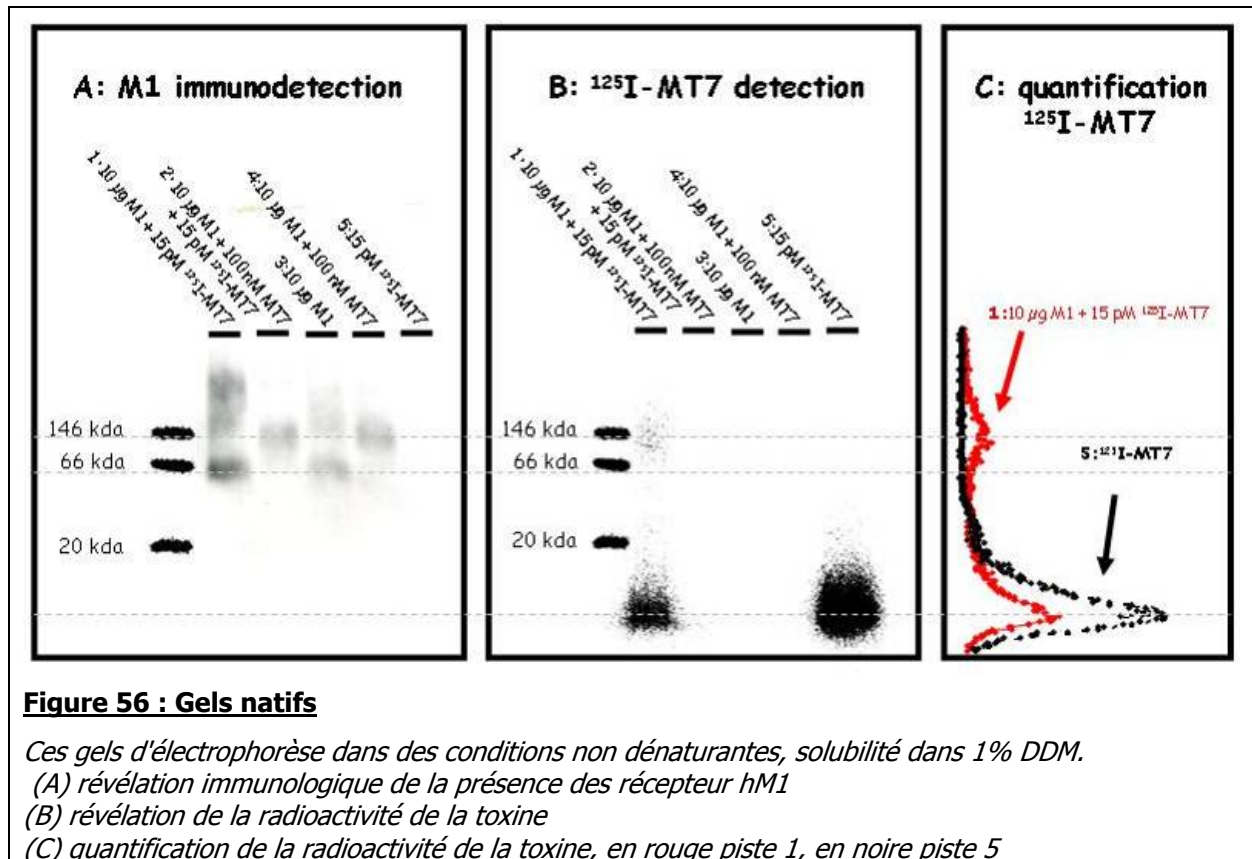 A: M1 immunodetection
1:10 µg M1 + 15 pM ¹²⁵I-MT7
2: 10 µg M1 + 100nM MT7
+ 15 pM ¹²⁵I-MT7
3:10 µg M1
4:10 µg M1 + 100 nM MT7
5:15 pM ¹²⁵I-MT7
146 kda
66 kda
20 kda
B: ¹²⁵I-MT7 detection
1:10 µg M1 + 15 pM ¹²⁵I-MT7
2: 10 µg M1 + 100nM MT7
+ 15 pM ¹²⁵I-MT7
3:10 µg M1
4:10 µg M1 + 100 nM MT7
5:15 pM ¹²⁵I-MT7
146 kda
66 kda
20 kda
C: quantification
¹²⁵I-MT7
1:10 µg M1 + 15 pM ¹²⁵I-MT7
5:¹²⁵I-MT7
Figure 56 : Gels natifs
Ces gels d'électrophorèse dans des conditions non dénaturantes, solubilité dans 1% DDM.
(A) révélation immunologique de la présence des récepteur hM1
(B) révélation de la radioactivité de la toxine
(C) quantification de la radioactivité de la toxine, en rouge piste 1, en noire piste 5